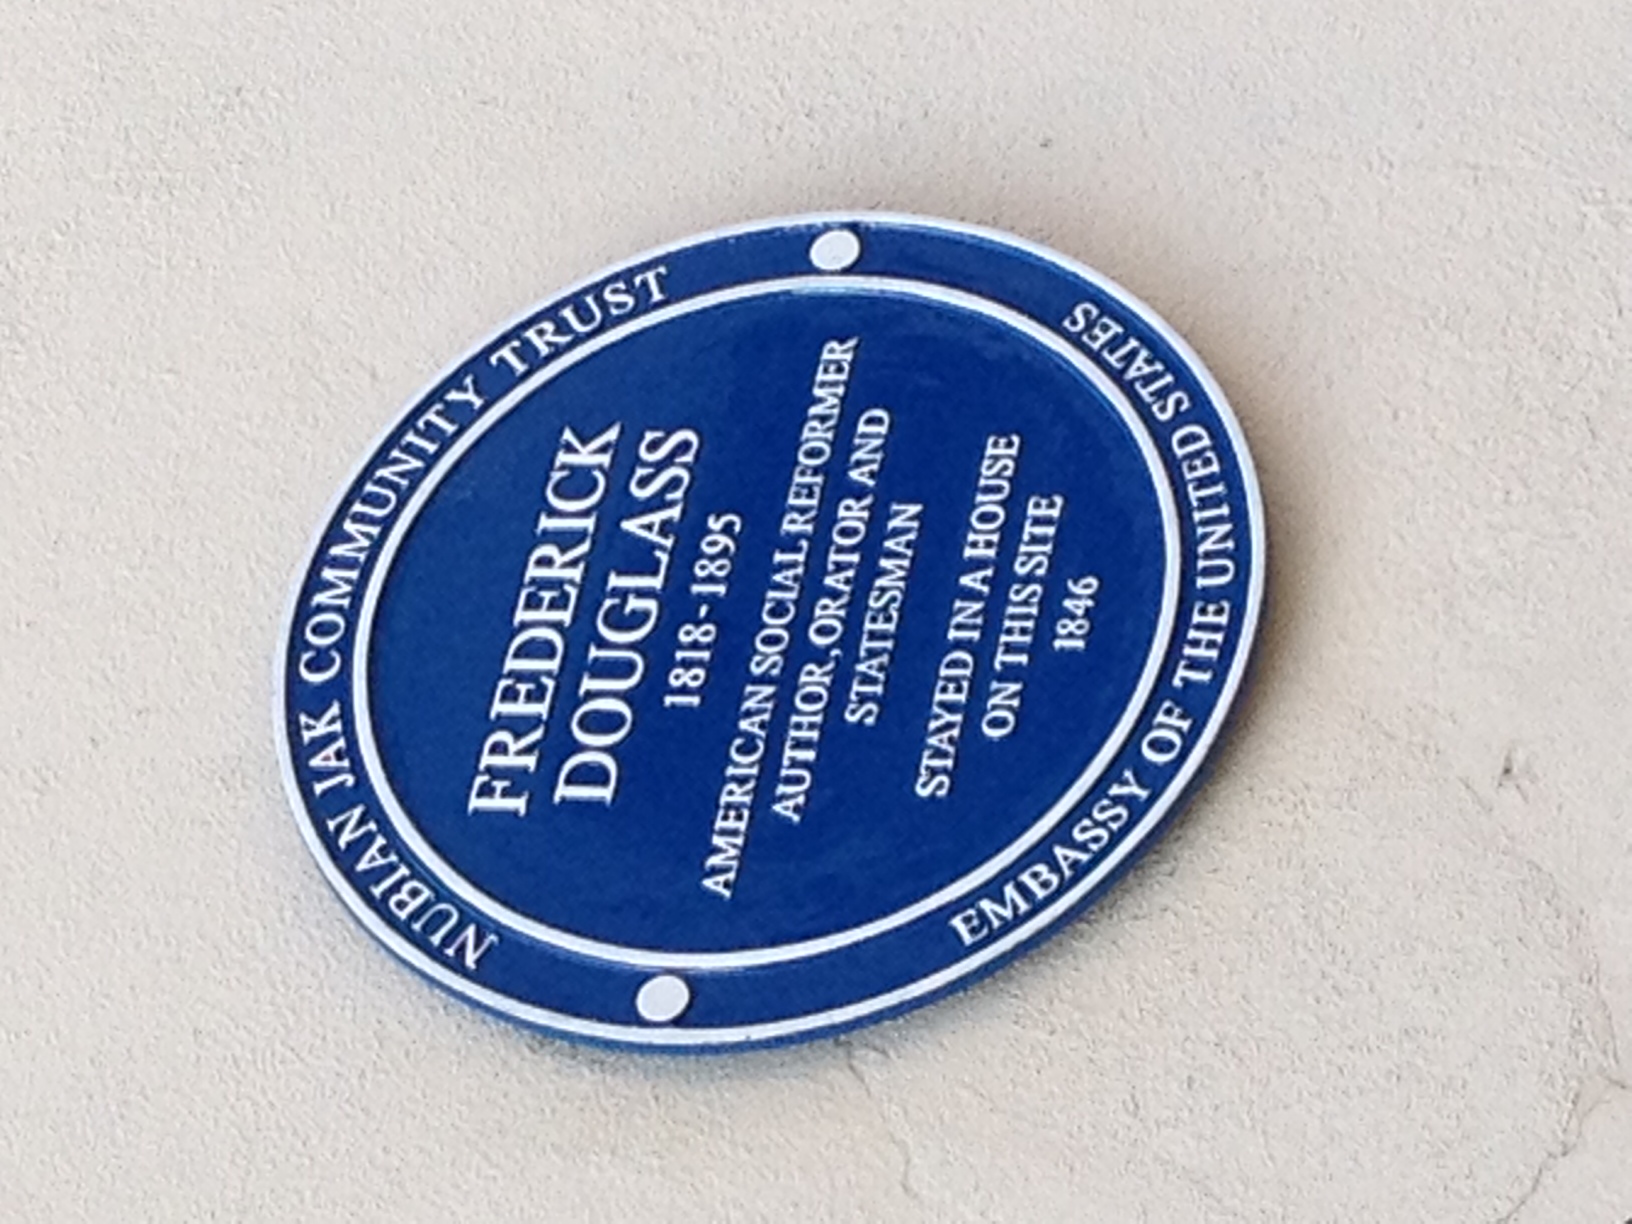 NUBIAN JAK COMMUNITY TRUST
FREDERICK
DOUGLASS
1818-1895
AMERICAN SOCIAL REFORMER
AUTHOR, ORATOR AND
STATESMAN
STAYED IN A HOUSE
ON THIS SITE
1846
EMBASSY OF THE UNITED STATES